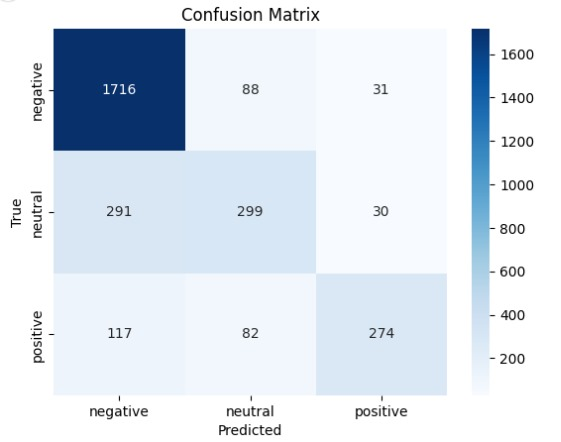 Confusion Matrix
negative
1716
88
31
True
neutral
291
299
30
positive
117
82
274
negative
neutral
positive
Predicted
1600
1400
1200
1000
800
600
400
200